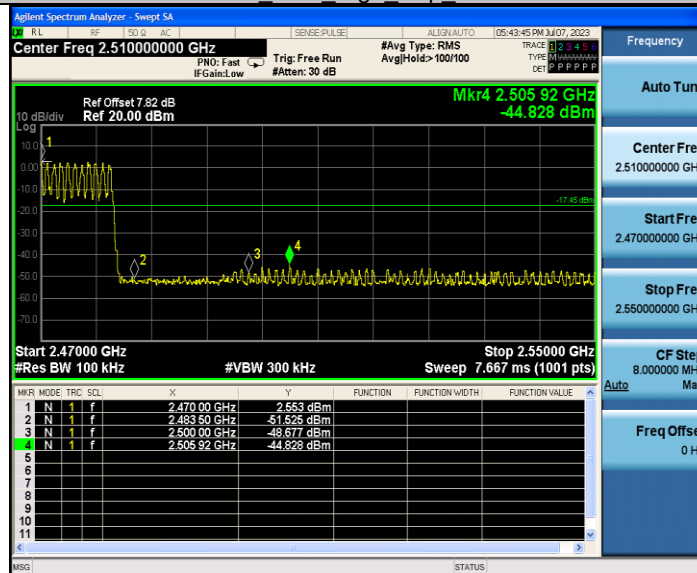 Agilent Spectrum Analyzer - Swept SA
RL RF 50 Ω AC SENSE:PULSE ALIGN AUTO 05:43:45 PM Jul 07, 2023
Center Freq 2.510000000 GHz
PNO: Fast
IFGain:Low
Trig: Free Run
#Atten: 30 dB
#Avg Type: RMS
Avg|Hold:>100/100
TRACE 1 2 3 4 5 6
TYPE M WWWWW
DET P P P P P P
Ref Offset 7.82 dB
10 dB/div Ref 20.00 dBm
Log
Mkr4 2.505 92 GHz
-44.828 dBm
10.0
0.00
-10.0
-20.0
-30.0
-40.0
-50.0
-60.0
-70.0
1
2
3
4
-17.45 dBm
Start 2.47000 GHz Stop 2.55000 GHz
#Res BW 100 kHz #VBW 300 kHz Sweep 7.667 ms (1001 pts)
MKR MODE TRC SCL X Y FUNCTION FUNCTION WIDTH FUNCTION VALUE
1 N 1 f 2.470 00 GHz 2.553 dBm
2 N 1 f 2.483 50 GHz -51.525 dBm
3 N 1 f 2.500 00 GHz -48.677 dBm
4 N 1 f 2.505 92 GHz -44.828 dBm
5
6
7
8
9
10
11
MSG STATUS
Frequency
Auto Tun
Center Fre
2.510000000 GH
Start Fre
2.470000000 GH
Stop Fre
2.550000000 GH
CF Ste
8.000000 MH
Auto Ma
Freq Offse
0 H